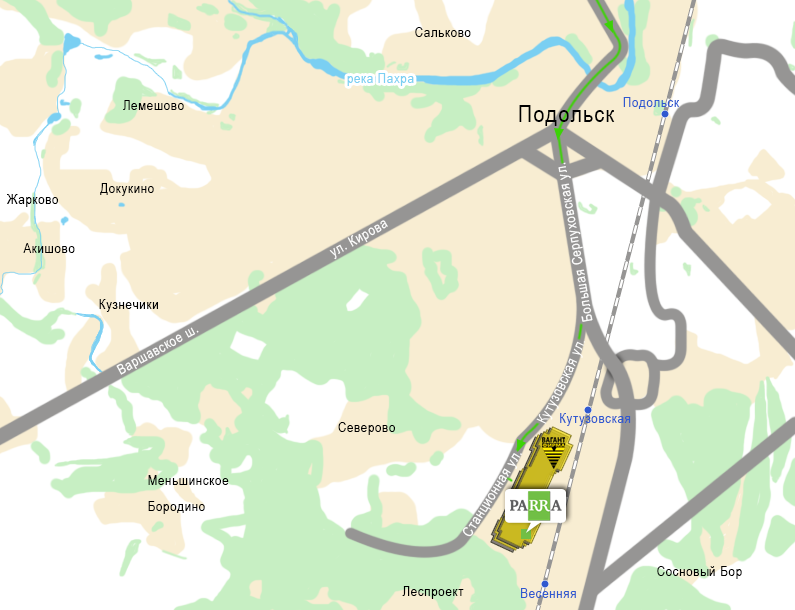 Сальково
река Пахра
Лемешово
Подольск
Подольск
Докукино
Жарково
Большая Серпуховская ул.
ул. Кирова
Акишово
Кузнечики
Варшавское ш.
Кутузовская ул.
Кутузовская
Северово
ВАГАНТ
Станционная ул.
Меньшинское
Бородино
PARRA
Сосновый Бор
Леспроект
Весенняя